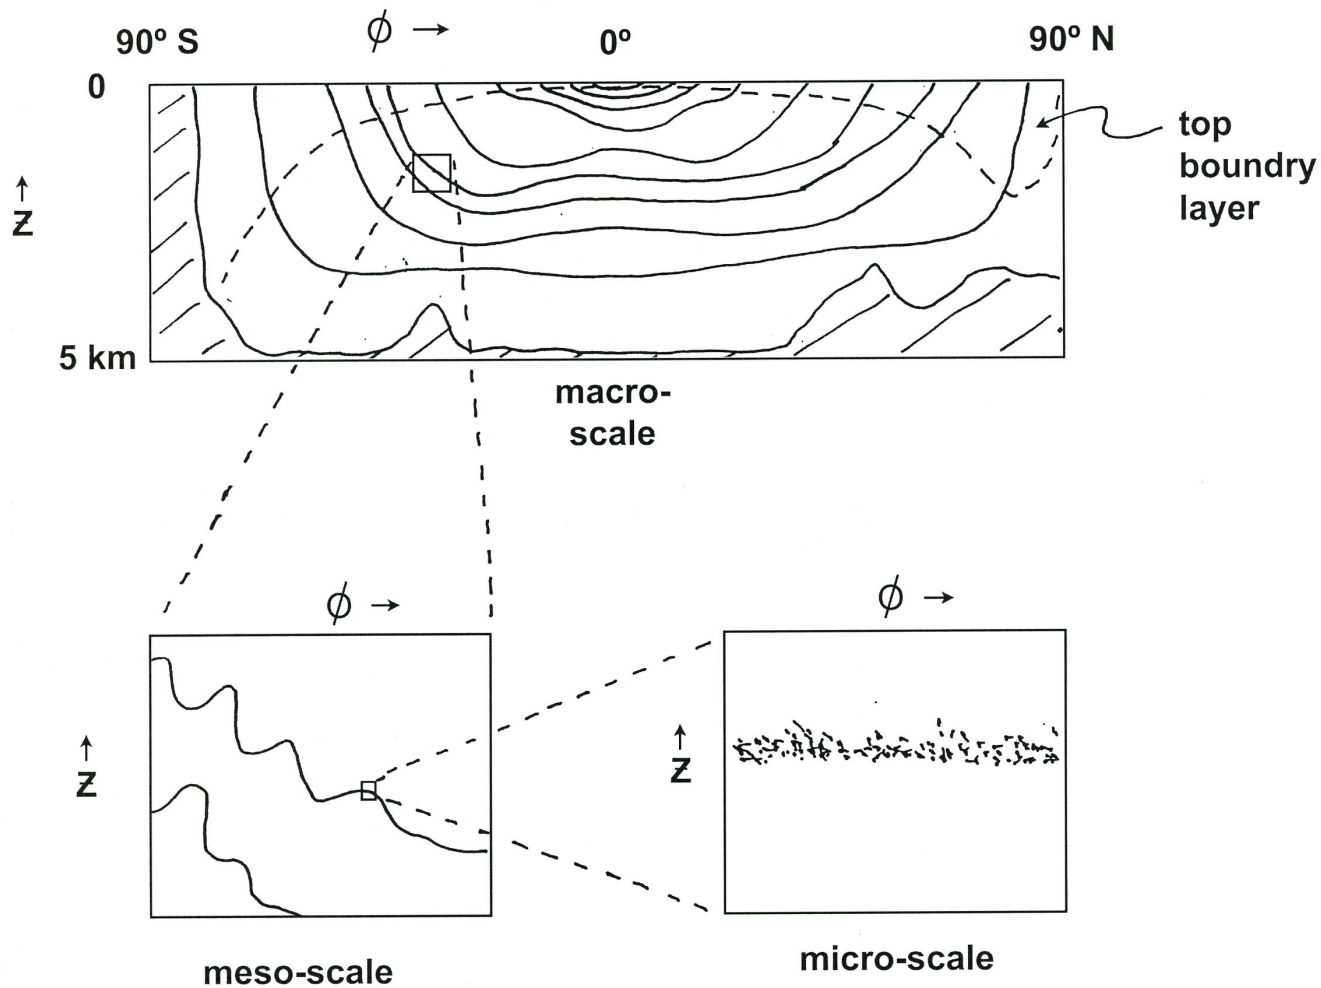 90º S
ϕ →
0º
90º N
0
top
boundry
layer
↑
Z
5 km
macro-
scale
ϕ →
ϕ →
↑
Z
↑
Z
meso-scale
micro-scale